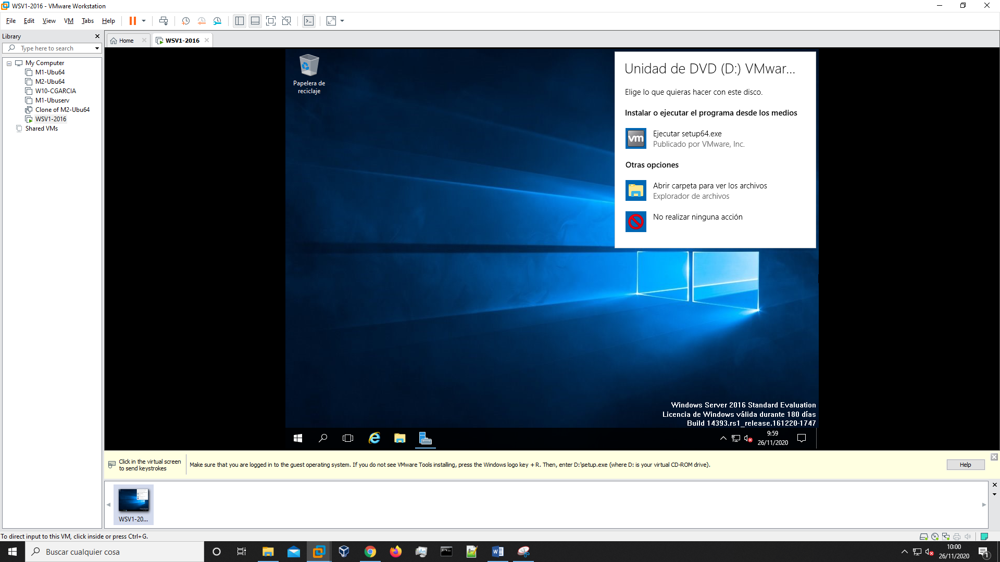 WSV1-2016 - VMware Workstation
File Edit View VM Tabs Help
Library
Type here to search
My Computer
M1-Ubu64
M2-Ubu64
W10-CGARCIA
M1-Ubuserv
Clone of M2-Ubu64
WSV1-2016
Shared VMs
Home
WSV1-2016
Papelera de
reciclaje
Unidad de DVD (D:) VMwar...
Elige lo que quieras hacer con este disco.
Instalar o ejecutar el programa desde los medios
vm
Ejecutar setup64.exe
Publicado por VMware, Inc.
Otras opciones
Abrir carpeta para ver los archivos
Explorador de archivos
No realizar ninguna acción
Windows Server 2016 Standard Evaluation
Licencia de Windows válida durante 180 días
Build 14393.rs1_release.161220-1747
9:59
26/11/2020
Click in the virtual screen
to send keystrokes
Make sure that you are logged in to the guest operating system. If you do not see VMware Tools installing, press the Windows logo key + R. Then, enter D:\setup.exe (where D: is your virtual CD-ROM drive).
Help
WSV1-20...
To direct input to this VM, click inside or press Ctrl+G.
Buscar cualquier cosa
10:00
26/11/2020
1